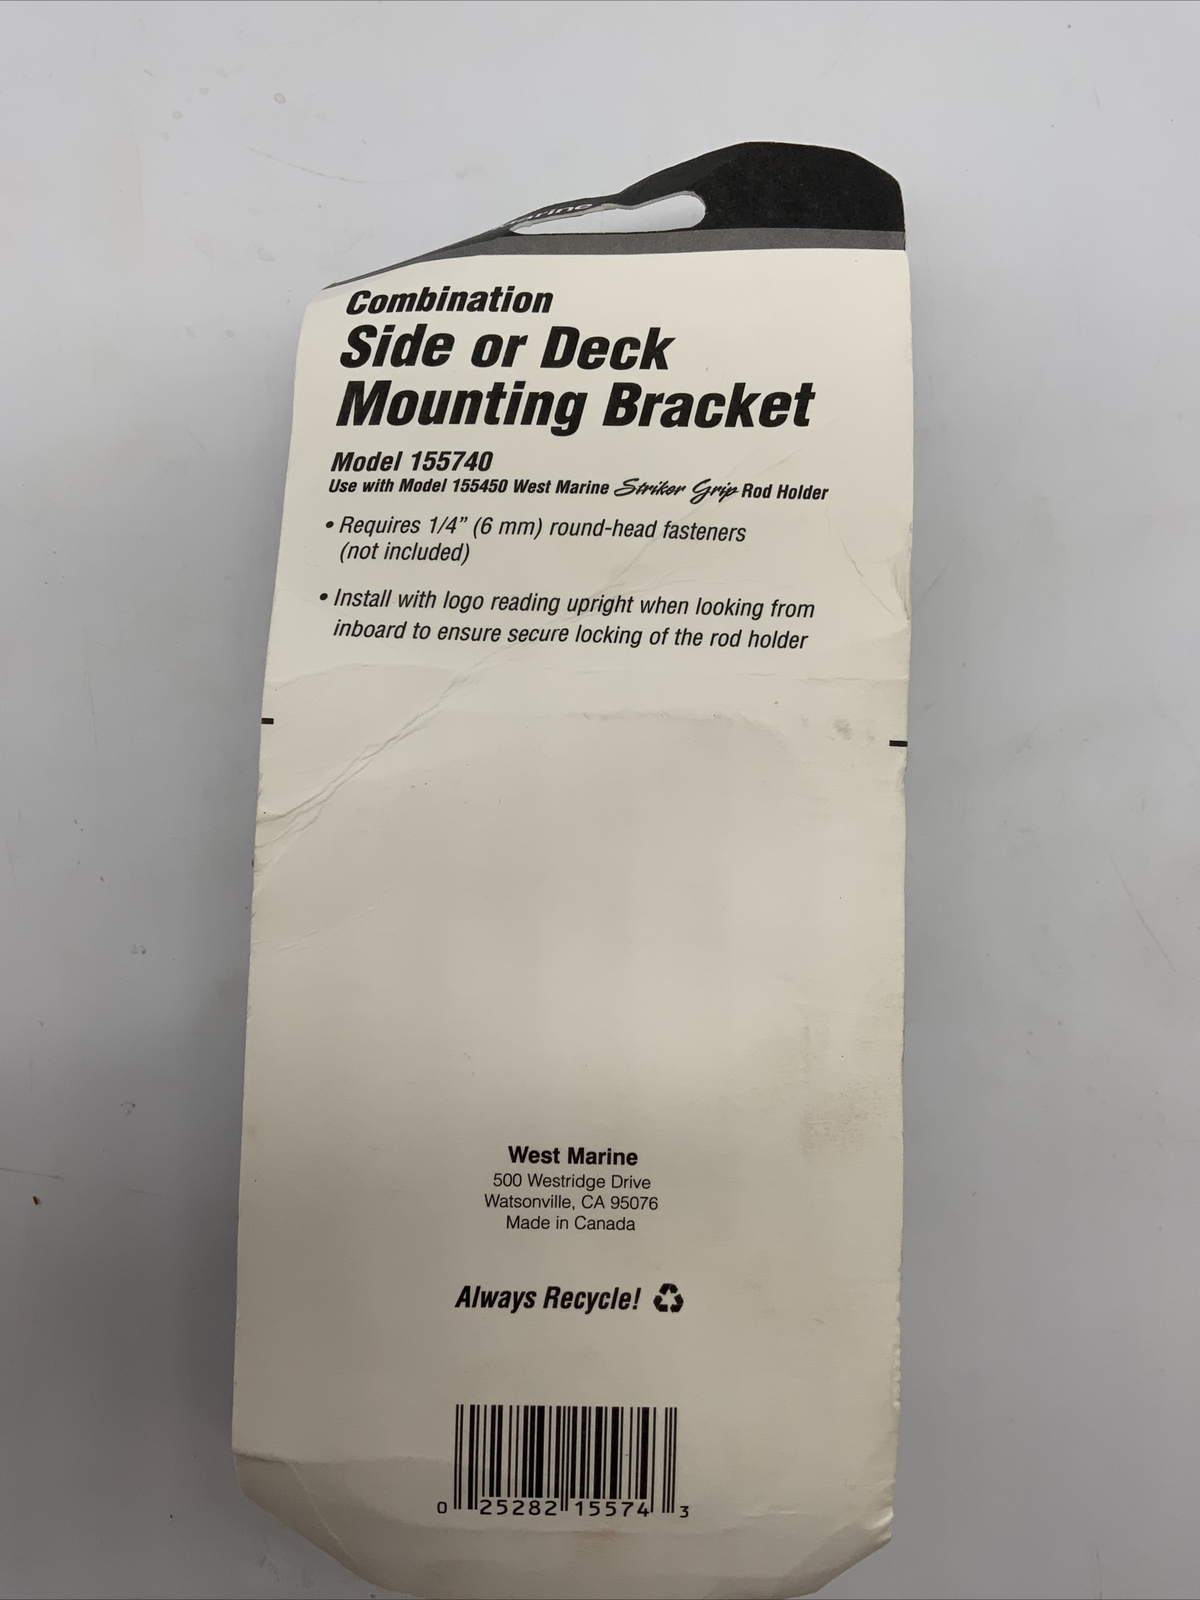 Combination
Side or Deck
Mounting Bracket
Model 155740
Use with Model 155450 West Marine Striker Grip Rod Holder
• Requires 1/4” (6 mm) round-head fasteners
(not included)
• Install with logo reading upright when looking from
inboard to ensure secure locking of the rod holder
West Marine
500 Westridge Drive
Watsonville, CA 95076
Made in Canada
Always Recycle!
0 25282 15574 3